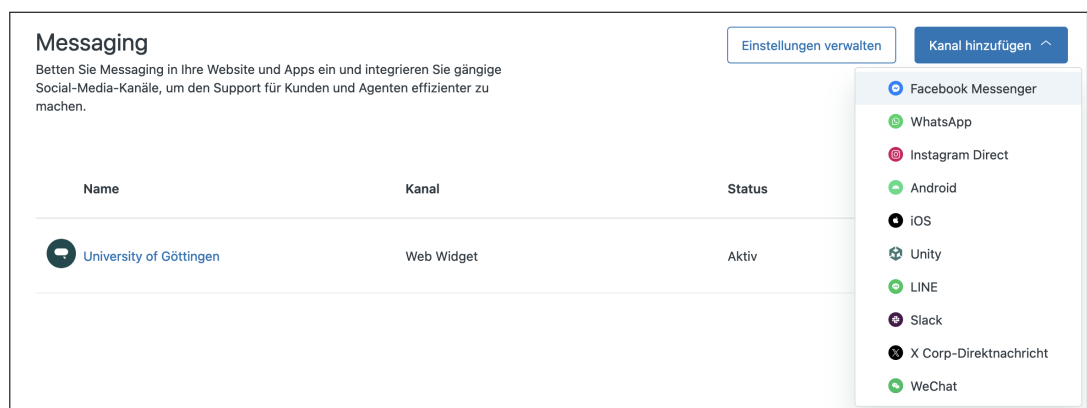 Messaging
Einstellungen verwalten
Kanal hinzufügen
Betten Sie Messaging in Ihre Website und Apps ein und integrieren Sie gängige
Social-Media-Kanäle, um den Support für Kunden und Agenten effizienter zu
machen.
Facebook Messenger
WhatsApp
Instagram Direct
Android
iOS
Unity
LINE
Slack
X Corp-Direktnachricht
WeChat
Name Kanal Status
University of Göttingen Web Widget Aktiv